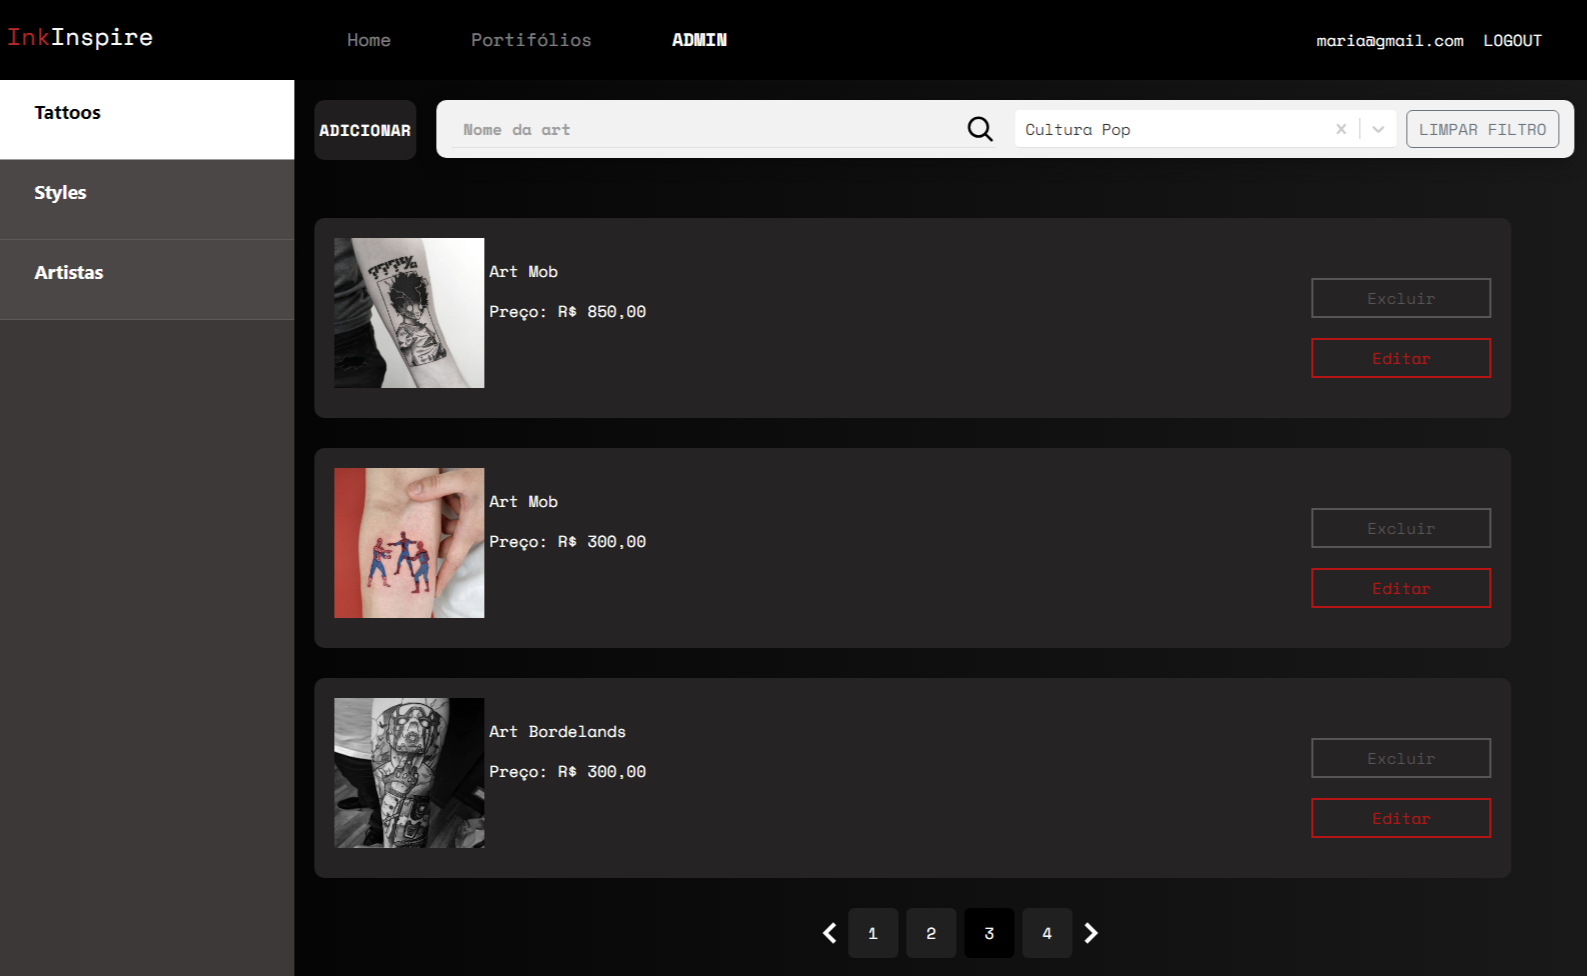 InkInspire
Home
Portifólios
ADMIN
maria@gmail.com
LOGOUT
Tattoos
Styles
Artistas
ADICIONAR
Nome da art
Cultura Pop
LIMPAR FILTRO
Art Mob
Preço: R$ 850,00
Excluir
Editar
Art Mob
Preço: R$ 300,00
Excluir
Editar
Art Bordelands
Preço: R$ 300,00
Excluir
Editar
1
2
3
4